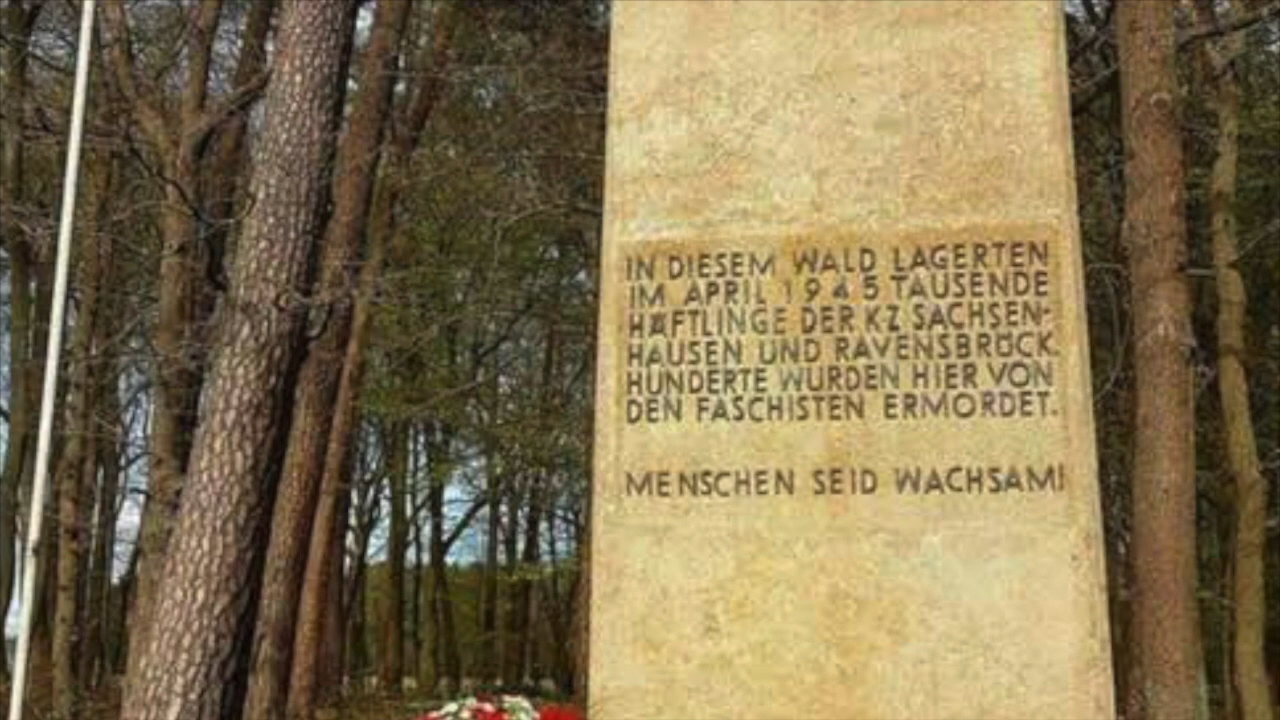 IN DIESEM WALD LAGERTEN
IM APRIL 1945 TAUSENDE
HÄFTLINGE DER KZ SACHSEN-
HAUSEN UND RAVENSBRÜCK.
HUNDERTE WURDEN HIER VON
DEN FASCHISTEN ERMORDET.
MENSCHEN SEID WACHSAM!